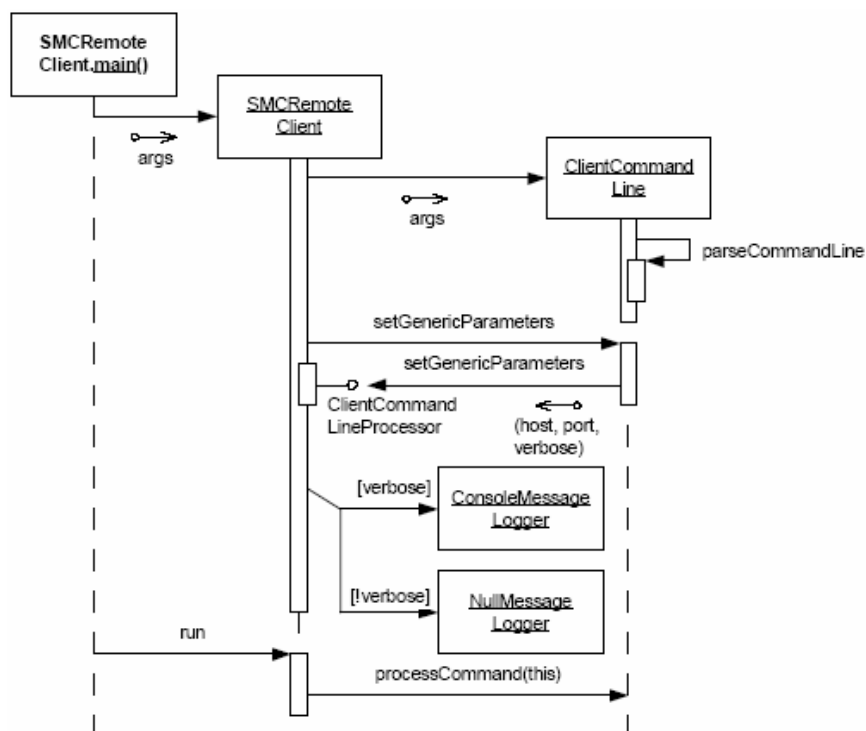 SMCRemote
Client.main()
SMCRemote
Client
args
ClientCommand
Line
args
parseCommandLine
setGenericParameters
setGenericParameters
ClientCommand
LineProcessor
(host, port,
verbose)
[verbose]
ConsoleMessage
Logger
[!verbose]
NullMessage
Logger
run
processCommand(this)